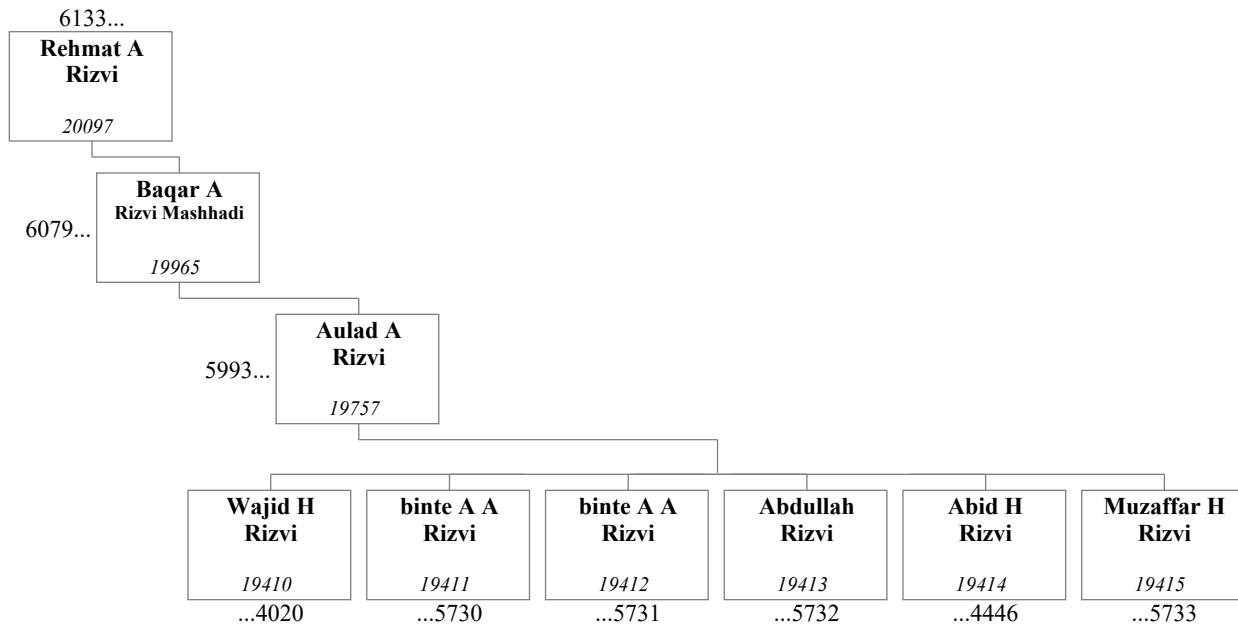 6133...
Rehmat A
Rizvi
20097
Baqar A
Rizvi Mashhadi
6079...
19965
Aulad A
Rizvi
5993...
19757
Wajid H
Rizvi
19410
...4020
binte A A
Rizvi
19411
...5730
binte A A
Rizvi
19412
...5731
Abdullah
Rizvi
19413
...5732
Abid H
Rizvi
19414
...4446
Muzaffar H
Rizvi
19415
...5733